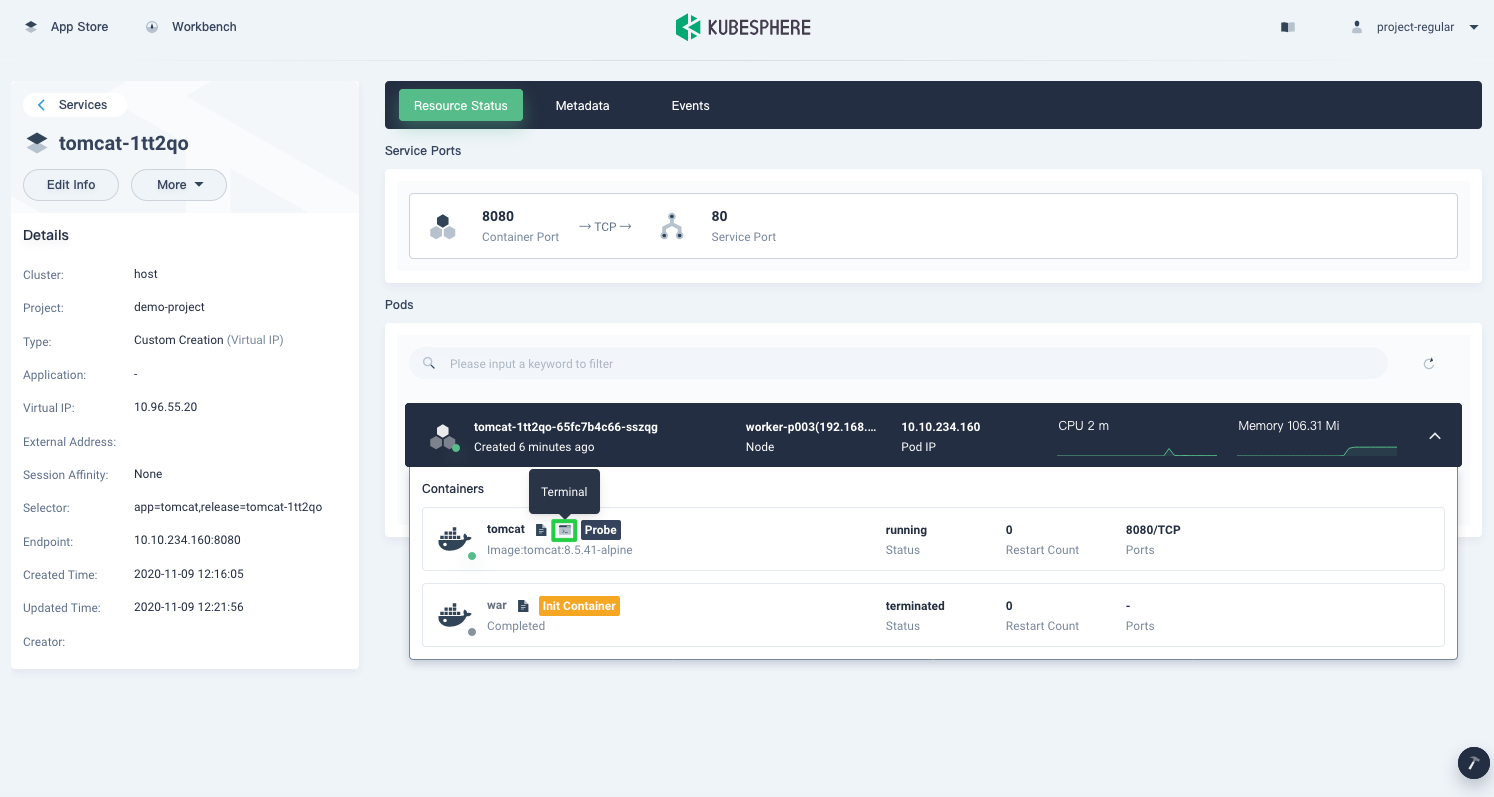 App Store
Workbench
KUBESPHERE
project-regular
Services
tomcat-1tt2qo
Edit Info
More
Details
Cluster: host
Project: demo-project
Type: Custom Creation (Virtual IP)
Application: -
Virtual IP: 10.96.55.20
External Address:
Session Affinity: None
Selector: app=tomcat,release=tomcat-1tt2qo
Endpoint: 10.10.234.160:8080
Created Time: 2020-11-09 12:16:05
Updated Time: 2020-11-09 12:21:56
Creator:
Resource Status
Metadata
Events
Service Ports
8080
Container Port
TCP
80
Service Port
Pods
Please input a keyword to filter
tomcat-1tt2qo-65fc7b4c66-sszqg
Created 6 minutes ago
worker-p003(192.168....
Node
10.10.234.160
Pod IP
CPU 2 m
Memory 106.31 Mi
Containers
Terminal
tomcat
Probe
Image:tomcat:8.5.41-alpine
running
Status
0
Restart Count
8080/TCP
Ports
war
Init Container
Completed
terminated
Status
0
Restart Count
-
Ports